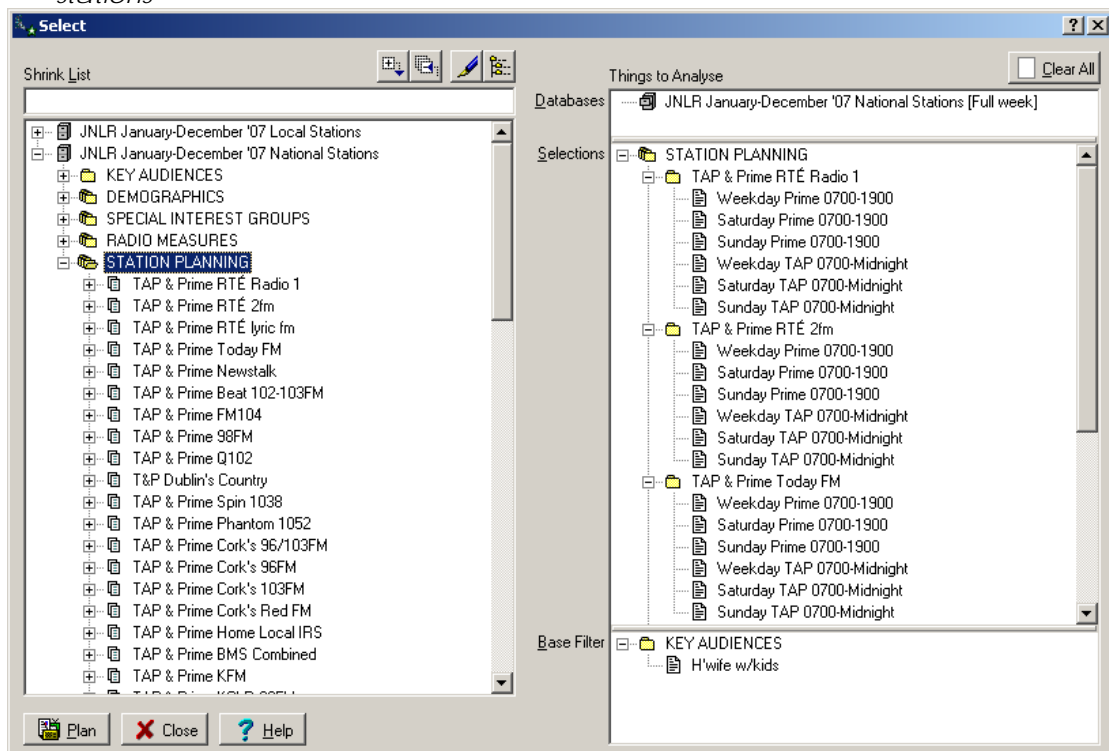 stations
Select
Shrink List
Things to Analyse
Clear All
Databases
JNLR January-December '07 National Stations [Full week]
JNLR January-December '07 Local Stations
JNLR January-December '07 National Stations
KEY AUDIENCES
DEMOGRAPHICS
SPECIAL INTEREST GROUPS
RADIO MEASURES
STATION PLANNING
TAP & Prime RTÉ Radio 1
TAP & Prime RTÉ 2fm
TAP & Prime RTÉ lyric fm
TAP & Prime Today FM
TAP & Prime Newstalk
TAP & Prime Beat 102-103FM
TAP & Prime FM104
TAP & Prime 98FM
TAP & Prime Q102
T&P Dublin's Country
TAP & Prime Spin 1038
TAP & Prime Phantom 1052
TAP & Prime Cork's 96/103FM
TAP & Prime Cork's 96FM
TAP & Prime Cork's 103FM
TAP & Prime Cork's Red FM
TAP & Prime Home Local IRS
TAP & Prime BMS Combined
TAP & Prime KFM
Selections
STATION PLANNING
TAP & Prime RTÉ Radio 1
Weekday Prime 0700-1900
Saturday Prime 0700-1900
Sunday Prime 0700-1900
Weekday TAP 0700-Midnight
Saturday TAP 0700-Midnight
Sunday TAP 0700-Midnight
TAP & Prime RTÉ 2fm
Weekday Prime 0700-1900
Saturday Prime 0700-1900
Sunday Prime 0700-1900
Weekday TAP 0700-Midnight
Saturday TAP 0700-Midnight
Sunday TAP 0700-Midnight
TAP & Prime Today FM
Weekday Prime 0700-1900
Saturday Prime 0700-1900
Sunday Prime 0700-1900
Weekday TAP 0700-Midnight
Saturday TAP 0700-Midnight
Sunday TAP 0700-Midnight
Base Filter
KEY AUDIENCES
H'wife w/kids
Plan
Close
Help